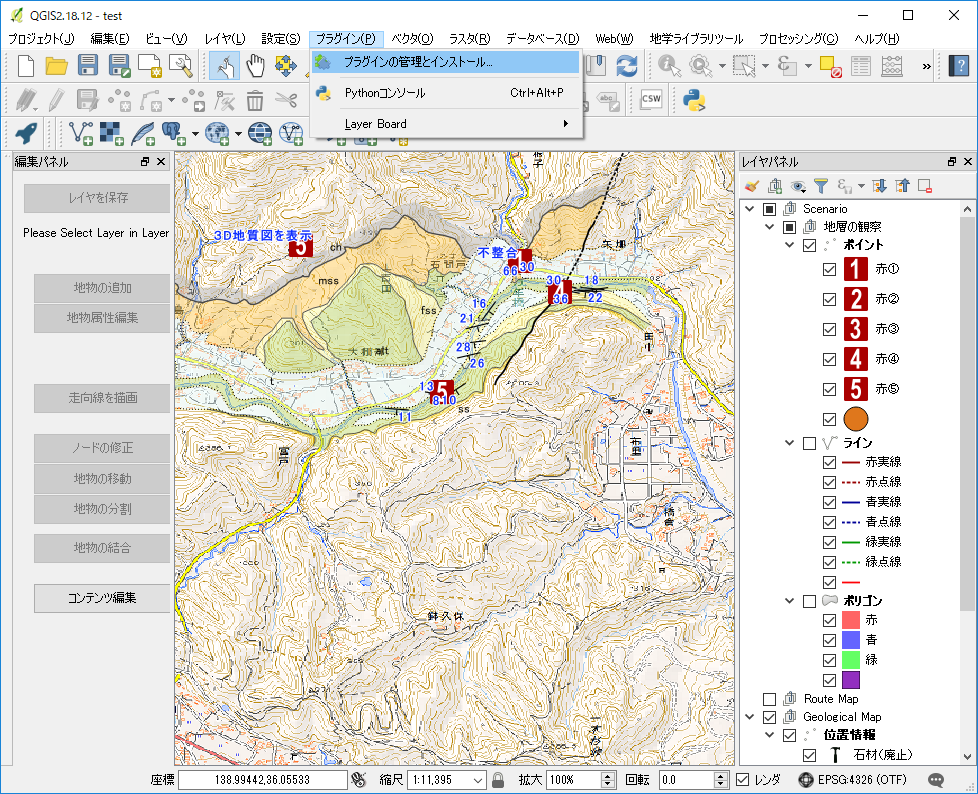 QGIS2.18.12 - test
プロジェクト(J) 編集(E) ビュー(V) レイヤ(L) 設定(S) プラグイン(P) ベクタ(O) ラスタ(R) データベース(D) Web(W) 地学ライブラリツール プロセッシング(C) ヘルプ(H)
プラグインの管理とインストール...
Pythonコンソール Ctrl+Alt+P
Layer Board
CSW
abc
編集パネル
レイヤを保存
Please Select Layer in Layer
地物の追加
地物属性編集
走向線を描画
ノードの修正
地物の移動
地物の分割
地物の結合
コンテンツ編集
3D地質図を表示
5
ch
不整合
66 30
mss
fss
30
18
4
36
22
16
21
28
26
13
5
8 10
11
ss
t
レイヤパネル
Scenario
地層の観察
ポイント
1 赤①
2 赤②
3 赤③
4 赤④
5 赤⑤
ライン
赤実線
赤点線
青実線
青点線
緑実線
緑点線
ポリゴン
赤
青
緑
Route Map
Geological Map
位置情報
石材(廃止)
座標 138.99442,36.05533 縮尺 1:11,395 拡大 100% 回転 0.0 レンダ EPSG:4326 (OTF)